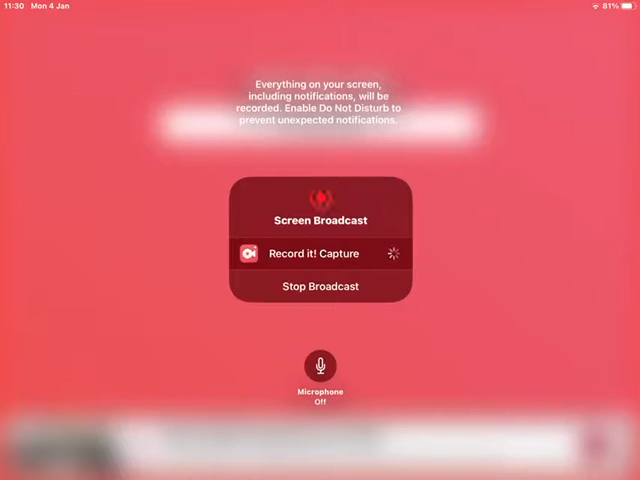 11:30 Mon 4 Jan 81%
Everything on your screen,
including notifications, will be
recorded. Enable Do Not Disturb to
prevent unexpected notifications.
Screen Broadcast
Record it! Capture
Stop Broadcast
Microphone
Off